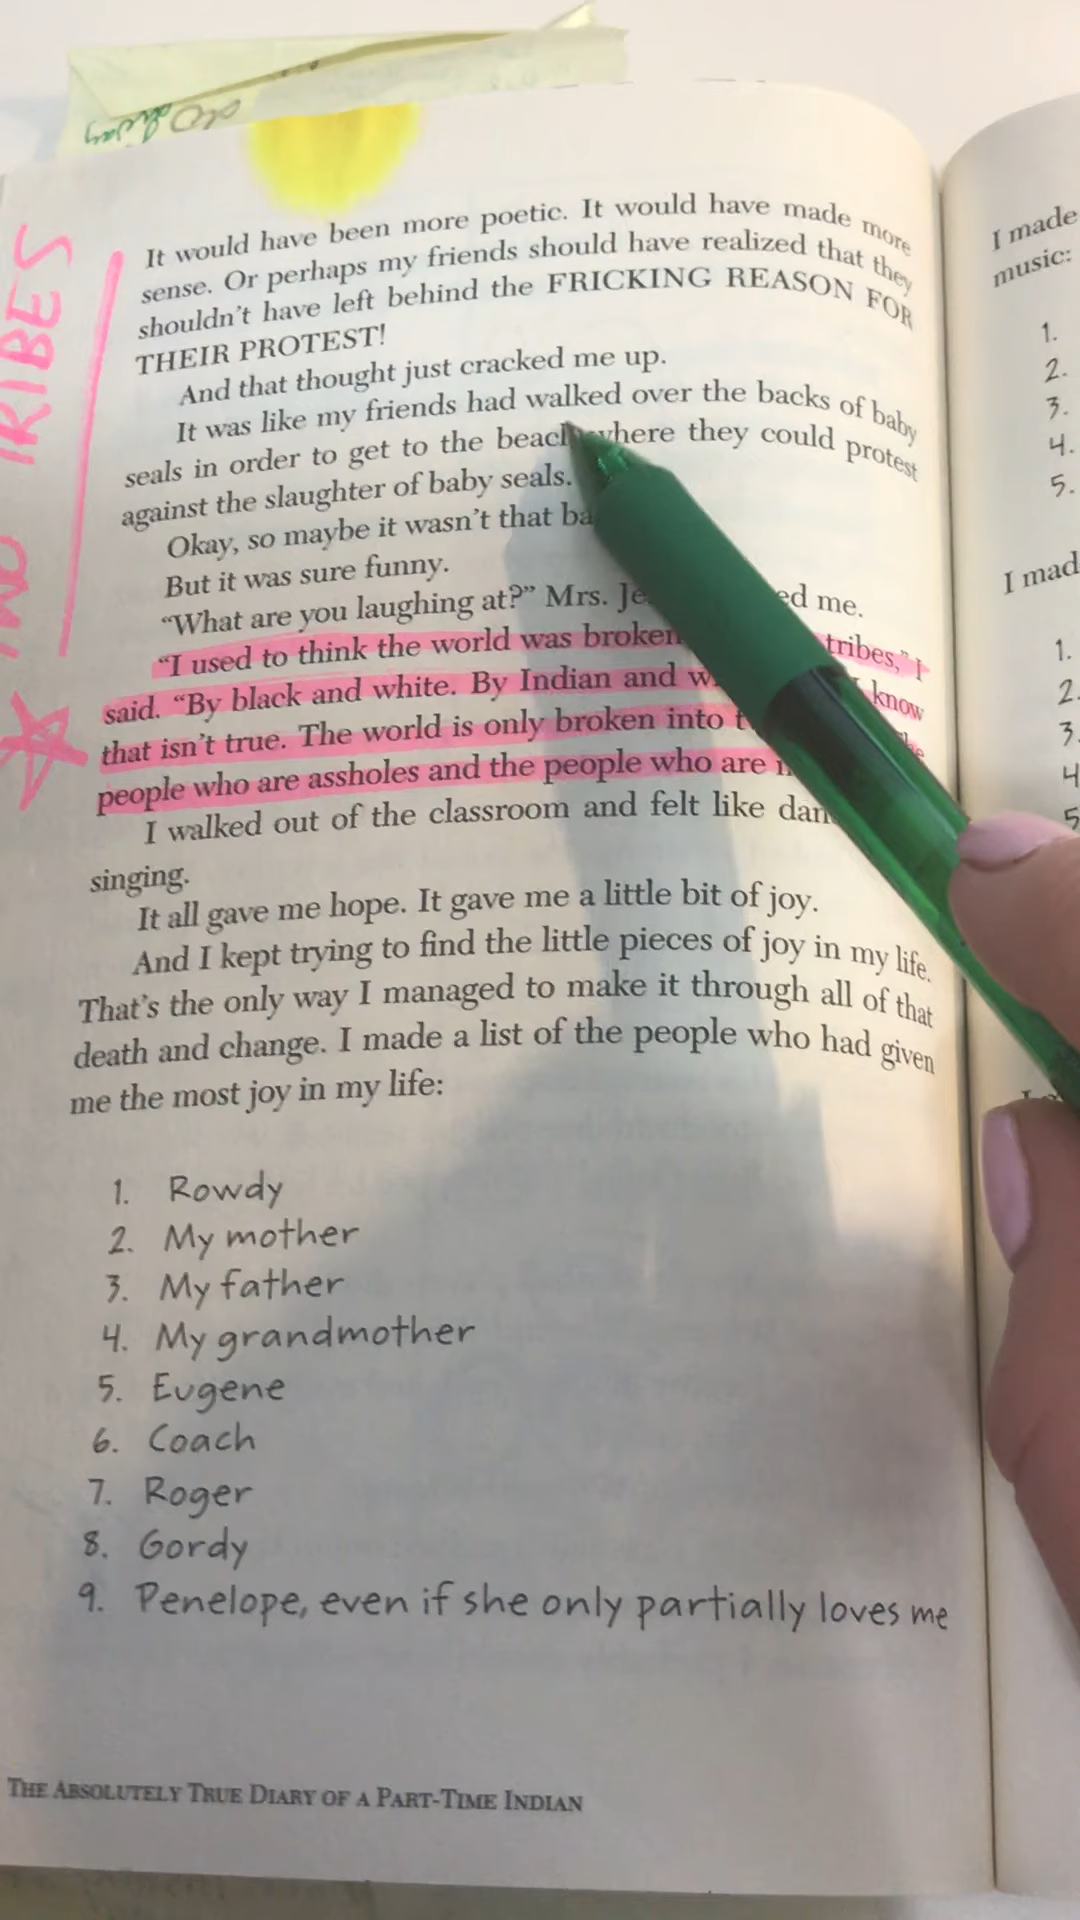 TWO TRIBES
It would have been more poetic. It would have made more
sense. Or perhaps my friends should have realized that they
shouldn't have left behind the FRICKING REASON FOR
THEIR PROTEST!
And that thought just cracked me up.
It was like my friends had walked over the backs of baby
seals in order to get to the beach where they could protest
against the slaughter of baby seals.
Okay, so maybe it wasn't that
But it was sure funny.
"What are you laughing at?" Mrs. me.
"I used to think the world was broken tribes," I
said. "By black and white. By Indian and know
that isn't true. The world is only broken into
people who are assholes and the people who are
I walked out of the classroom and felt like
singing.
It all gave me hope. It gave me a little bit of joy.
And I kept trying to find the little pieces of joy in my life.
That's the only way I managed to make it through all of that
death and change. I made a list of the people who had given
me the most joy in my life:
1. Rowdy
2. My mother
3. My father
4. My grandmother
5. Eugene
6. Coach
7. Roger
8. Gordy
9. Penelope, even if she only partially loves me
THE ABSOLUTELY TRUE DIARY OF A PART-TIME INDIAN
I made
music:
1.
2.
3.
4.
5.
I mad
1.
2.
3.
4
5